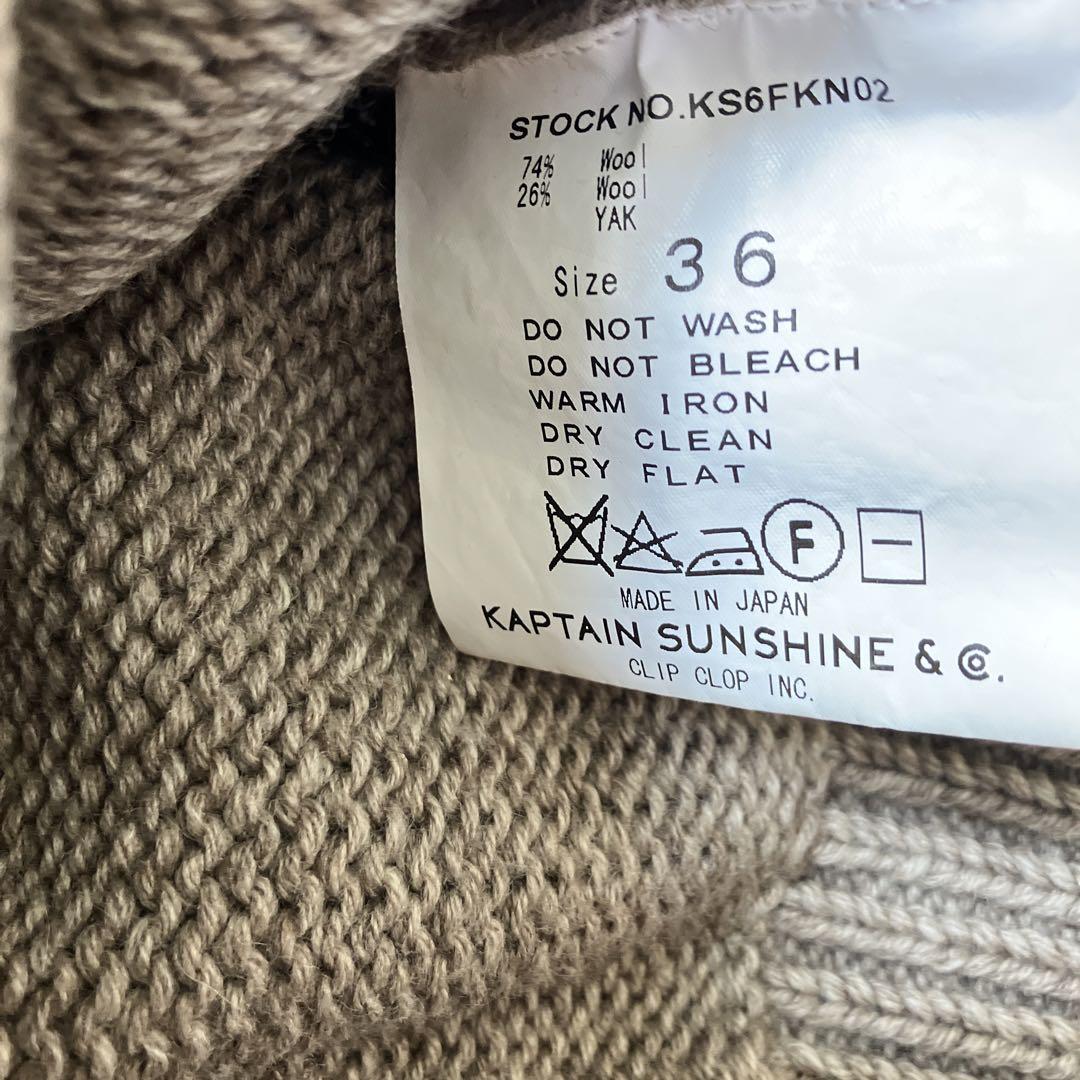 STOCK NO.KS6FKN02
74% Wool
26% Wool
YAK
Size 36
DO NOT WASH
DO NOT BLEACH
WARM IRON
DRY CLEAN
DRY FLAT
F
MADE IN JAPAN
KAPTAIN SUNSHINE & Co.
CLIP CLOP INC.